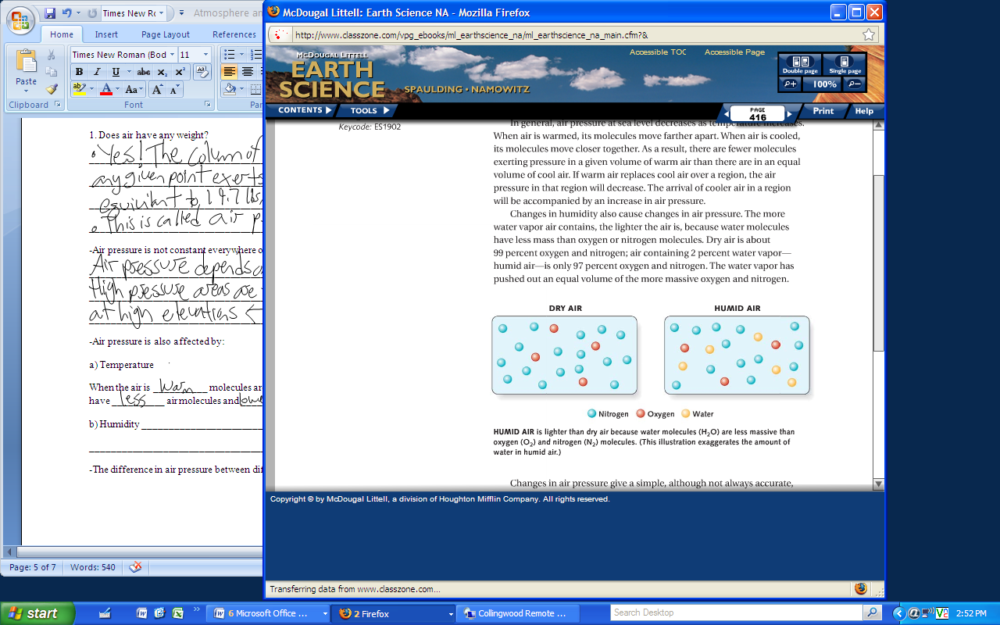 Times New Ro
Atmosphere an
Home Insert Page Layout References
Paste
Times New Roman (Bod 11
B I U abc X₂ X²
ab A Aa A A
Clipboard Font Par
1. Does air have any weight?
• Yes! The Column of
any given point exerts
equivilant to 14.7 lbs/
• This is called air p
-Air pressure is not constant everywhere o
Air pressure depends o
High pressure areas are
at high elevations ←
-Air pressure is also affected by:
a) Temperature
When the air is warm molecules ar
have less air molecules and
b) Humidity
-The difference in air pressure between dif
Page: 5 of 7 Words: 540
McDougal Littell: Earth Science NA - Mozilla Firefox
http://www.classzone.com/vpg_ebooks/ml_earthscience_na/ml_earthscience_na_main.cfm?&
McDOUGAL LITTELL
EARTH
SCIENCE
SPAULDING • NAMOWITZ
Accessible TOC Accessible Page
Double page Single page
100%
CONTENTS TOOLS
PAGE
416
Print Help
Keycode: ES1902
In general, air pressure at sea level decreases as temperature increases.
When air is warmed, its molecules move farther apart. When air is cooled,
its molecules move closer together. As a result, there are fewer molecules
exerting pressure in a given volume of warm air than there are in an equal
volume of cool air. If warm air replaces cool air over a region, the air
pressure in that region will decrease. The arrival of cooler air in a region
will be accompanied by an increase in air pressure.
Changes in humidity also cause changes in air pressure. The more
water vapor air contains, the lighter the air is, because water molecules
have less mass than oxygen or nitrogen molecules. Dry air is about
99 percent oxygen and nitrogen; air containing 2 percent water vapor—
humid air—is only 97 percent oxygen and nitrogen. The water vapor has
pushed out an equal volume of the more massive oxygen and nitrogen.
DRY AIR HUMID AIR
Nitrogen Oxygen Water
HUMID AIR is lighter than dry air because water molecules (H₂O) are less massive than
oxygen (O₂) and nitrogen (N₂) molecules. (This illustration exaggerates the amount of
water in humid air.)
Changes in air pressure give a simple, although not always accurate,
Copyright © by McDougal Littell, a division of Houghton Mifflin Company. All rights reserved.
Transferring data from www.classzone.com...
start
6 Microsoft Office ...
2 Firefox
Collingwood Remote ...
Search Desktop
2:52 PM